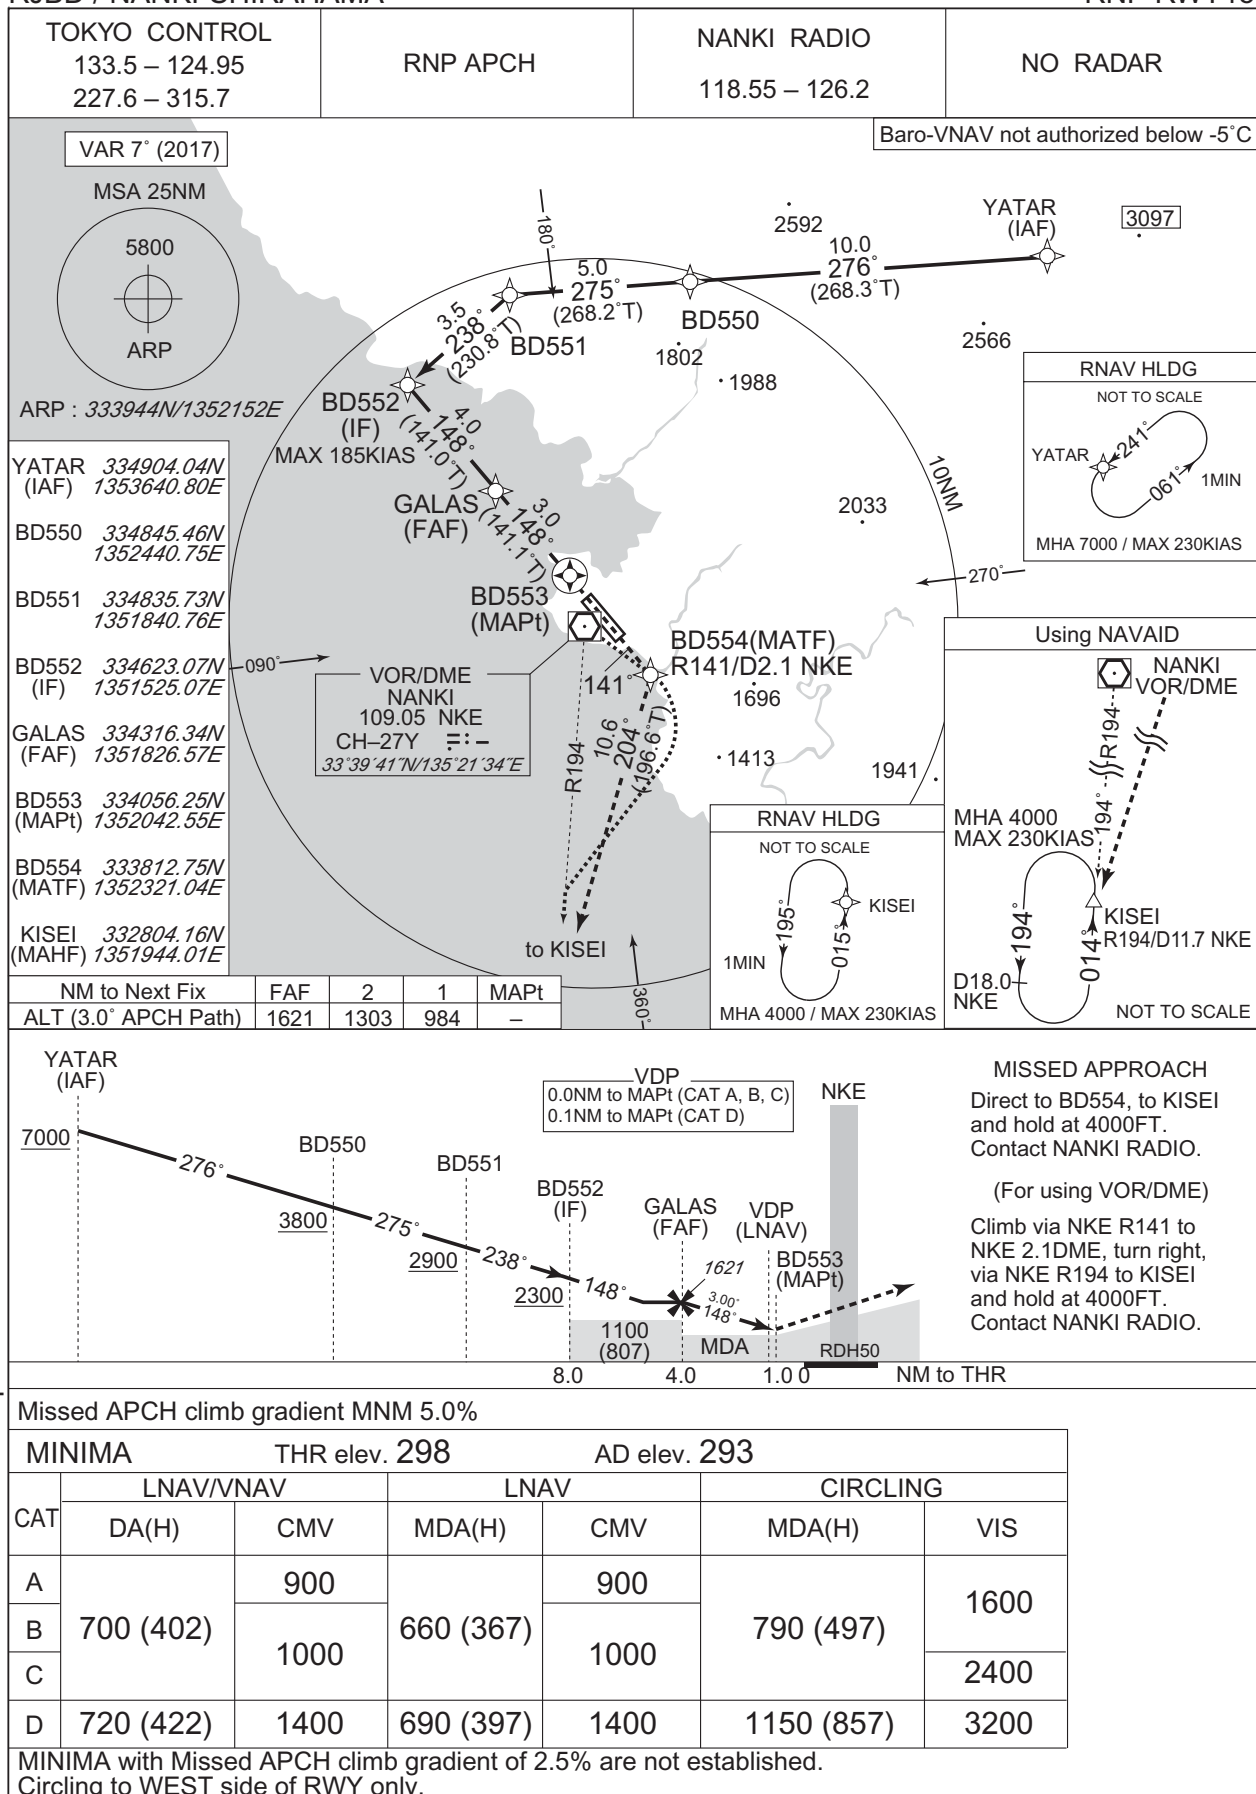 RJBD / NANKI-SHIRAHAMA
TOKYO CONTROL
133.5 – 124.95
227.6 – 315.7
RNP APCH
NANKI RADIO
118.55 – 126.2
NO RADAR
Baro-VNAV not authorized below -5˚C
VAR 7˚ (2017)
MSA 25NM
5800
ARP
ARP : 333944N/1352152E
180˚
2592
YATAR
(IAF)
3097
10.0
276˚
(268.3˚T)
5.0
275˚
(268.2˚T)
BD550
3.5
238˚
(230.8˚T)
BD551
1802
1988
2566
BD552
(IF)
MAX 185KIAS
4.0
148˚
(141.0˚T)
GALAS
(FAF)
3.0
148˚
(141.1˚T)
BD553
(MAPt)
2033
10NM
270˚
RNAV HLDG
NOT TO SCALE
YATAR
241˚
061˚
1MIN
MHA 7000 / MAX 230KIAS
YATAR
(IAF)
334904.04N
1353640.80E
BD550
334845.46N
1352440.75E
BD551
334835.73N
1351840.76E
BD552
(IF)
334623.07N
1351525.07E
GALAS
(FAF)
334316.34N
1351826.57E
BD553
(MAPt)
334056.25N
1352042.55E
BD554
(MATF)
333812.75N
1352321.04E
KISEI
(MAHF)
332804.16N
1351944.01E
090˚
VOR/DME
NANKI
109.05 NKE
CH–27Y
33˚39´41˝N/135˚21´34˝E
BD554(MATF)
R141/D2.1 NKE
141˚
1696
1413
1941
R194
10.6
204˚
(196.6˚T)
to KISEI
360˚
RNAV HLDG
NOT TO SCALE
195˚
015˚
KISEI
1MIN
MHA 4000 / MAX 230KIAS
Using NAVAID
NANKI
VOR/DME
R194
194˚
MHA 4000
MAX 230KIAS
194˚
014˚
KISEI
R194/D11.7 NKE
D18.0
NKE
NOT TO SCALE
NM to Next Fix FAF 2 1 MAPt
ALT (3.0˚ APCH Path) 1621 1303 984 –
YATAR
(IAF)
7000
276˚
BD550
3800
275˚
BD551
2900
238˚
BD552
(IF)
2300
148˚
GALAS
(FAF)
1621
3.00˚
148˚
VDP
(LNAV)
BD553
(MAPt)
VDP
0.0NM to MAPt (CAT A, B, C)
0.1NM to MAPt (CAT D)
NKE
1100
(807)
MDA
RDH50
8.0 4.0 1.0 0 NM to THR
MISSED APPROACH
Direct to BD554, to KISEI
and hold at 4000FT.
Contact NANKI RADIO.
(For using VOR/DME)
Climb via NKE R141 to
NKE 2.1DME, turn right,
via NKE R194 to KISEI
and hold at 4000FT.
Contact NANKI RADIO.
Missed APCH climb gradient MNM 5.0%
MINIMA THR elev. 298 AD elev. 293
CAT LNAV/VNAV LNAV CIRCLING
DA(H) CMV MDA(H) CMV MDA(H) VIS
A 900 900
1600
B 700 (402) 660 (367) 790 (497)
1000 1000
C 2400
D 720 (422) 1400 690 (397) 1400 1150 (857) 3200
MINIMA with Missed APCH climb gradient of 2.5% are not established.
Circling to WEST side of RWY only.